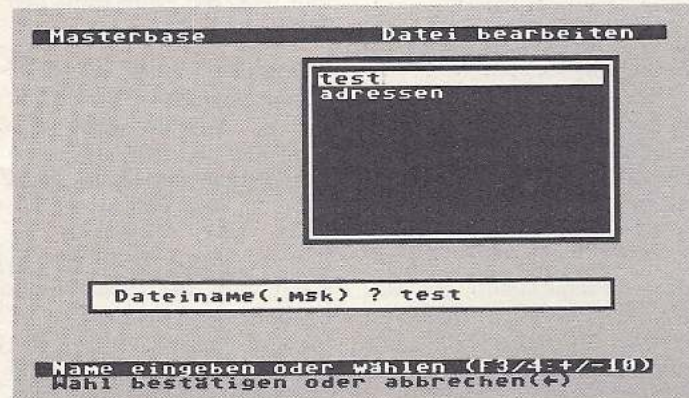 Masterbase Datei bearbeiten
test
adressen
Dateiname(.msk) ? test
Name eingeben oder wählen (F3/4:+/-10)
Wahl bestätigen oder abbrechen(←)